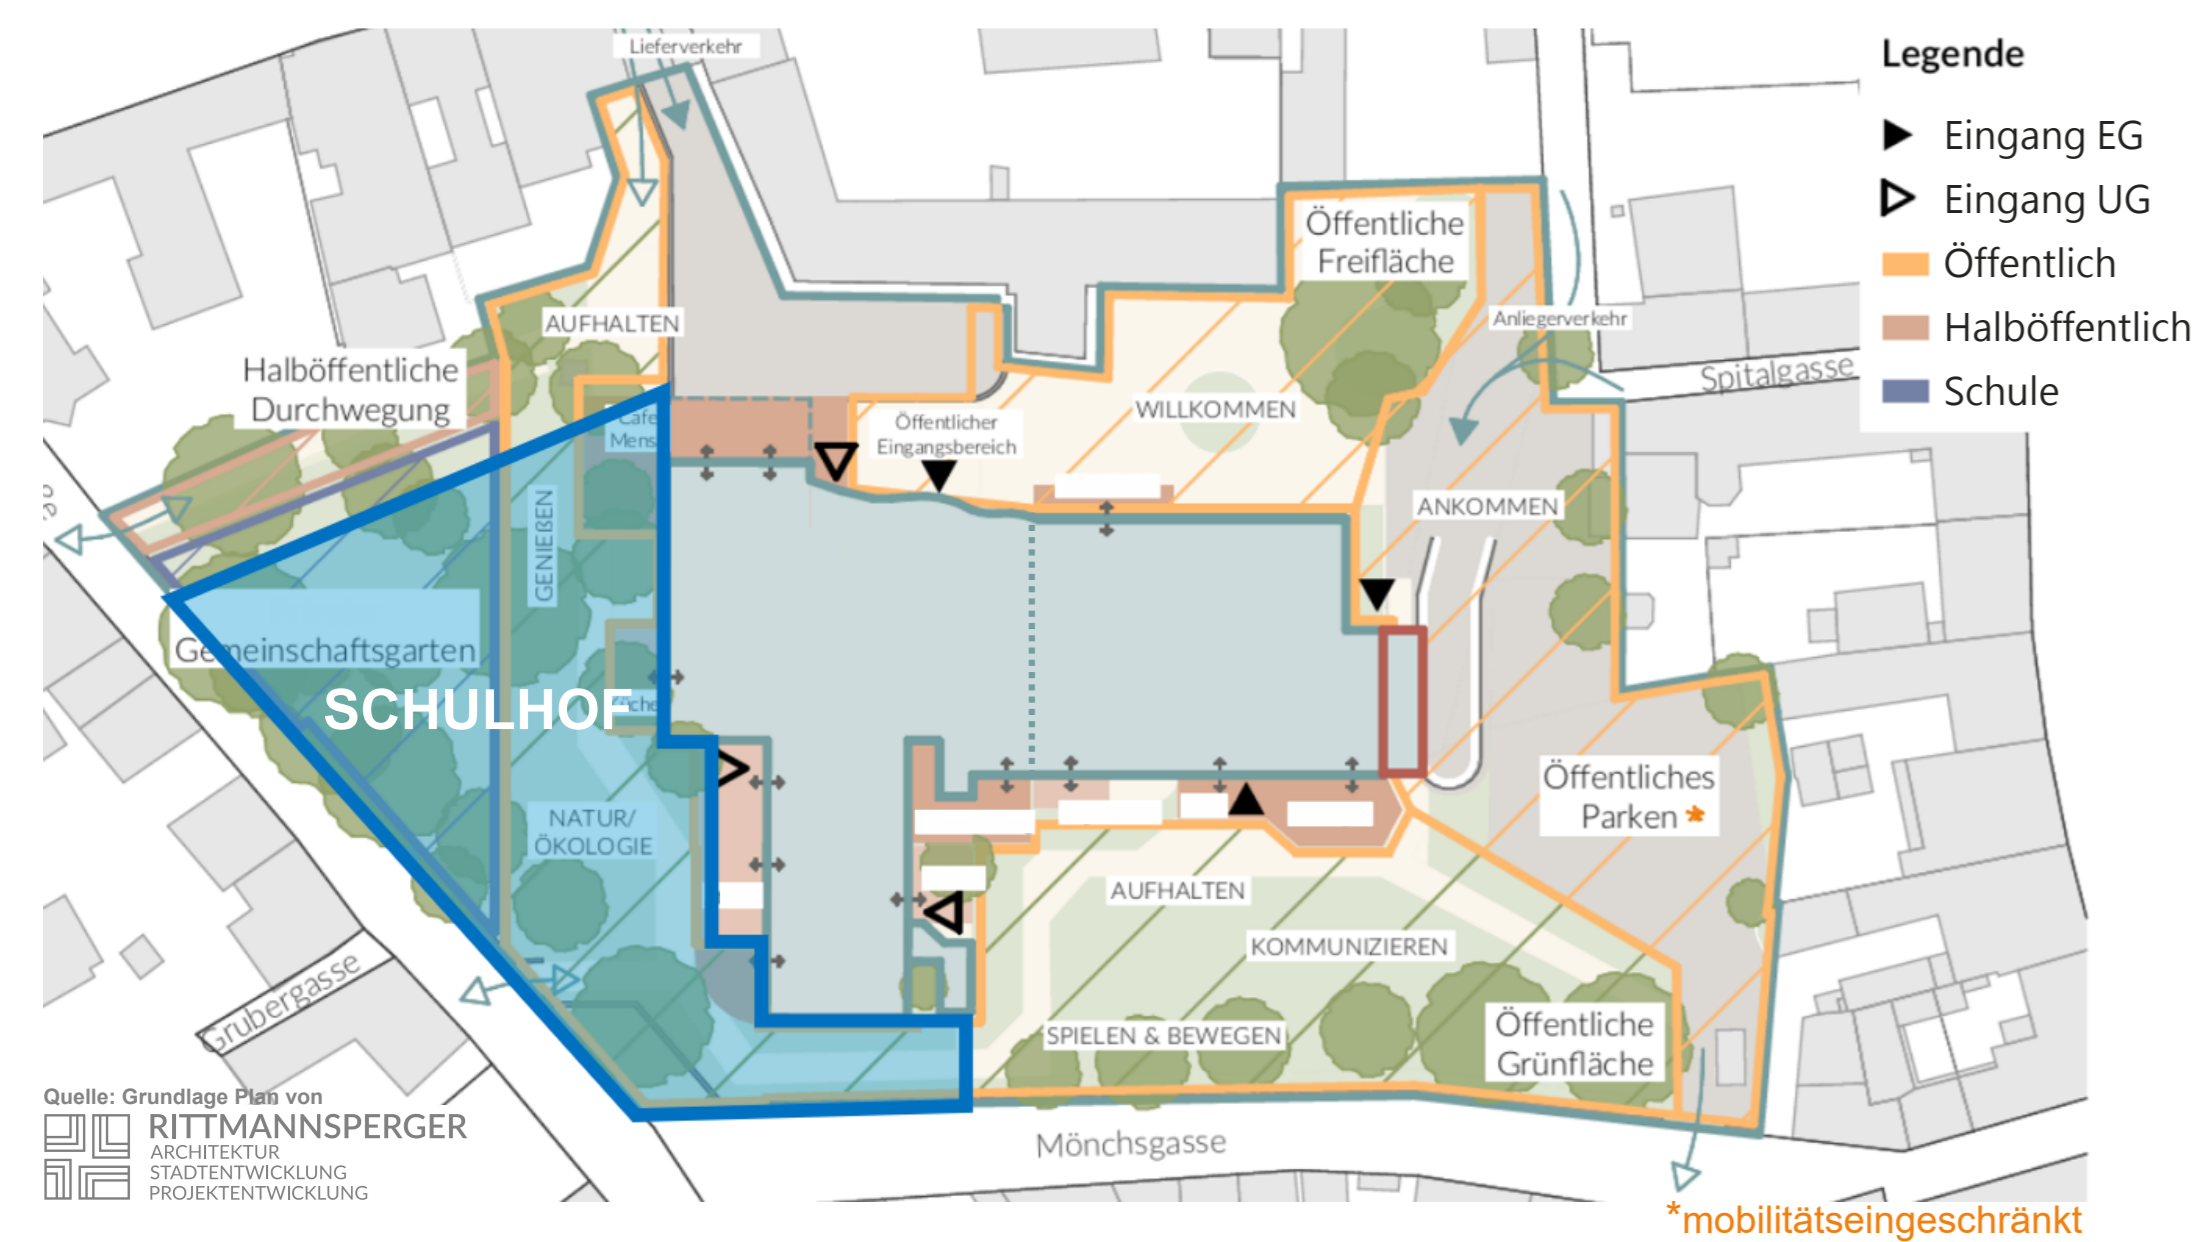 Lieferverkehr
Legende
Eingang EG
Eingang UG
Öffentlich
Halböffentlich
Schule
Öffentliche
Freifläche
AUFHALTEN
Anliegerverkehr
Spitalgasse
Halböffentliche
Durchwegung
WILLKOMMEN
Öffentlicher
Eingangsbereich
Cafe
Mens
ANKOMMEN
GENIEßEN
Gemeinschaftsgarten
SCHULHOF
Öffentliches
Parken *
NATUR/
ÖKOLOGIE
AUFHALTEN
KOMMUNIZIEREN
SPIELEN & BEWEGEN
Öffentliche
Grünfläche
Grubergasse
Mönchsgasse
Quelle: Grundlage Plan von
RITTMANNSPERGER
ARCHITEKTUR
STADTENTWICKLUNG
PROJEKTENTWICKLUNG
*mobilitätseingeschränkt